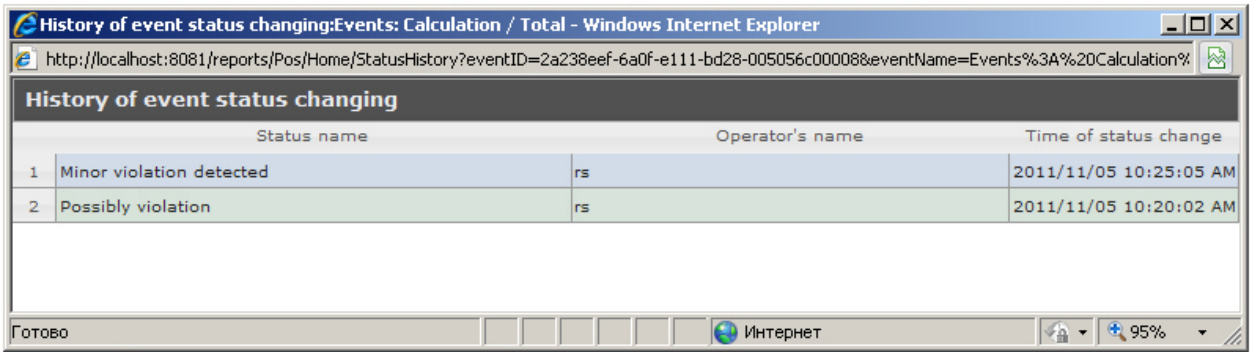 History of event status changing:Events: Calculation / Total - Windows Internet Explorer
http://localhost:8081/reports/Pos/Home/StatusHistory?eventID=2a238eef-6a0f-e111-bd28-005056c00008&eventName=Events%3A%20Calculation%
History of event status changing
Status name Operator's name Time of status change
1 Minor violation detected rs 2011/11/05 10:25:05 AM
2 Possibly violation rs 2011/11/05 10:20:02 AM
Готово Интернет 95%